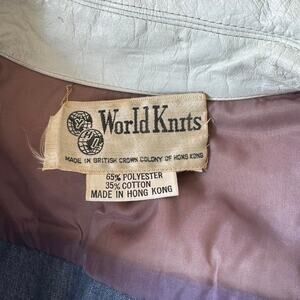 World Knits
MADE IN BRITISH CROWN COLONY OF HONG KONG
65% POLYESTER
35% COTTON
MADE IN HONG KONG